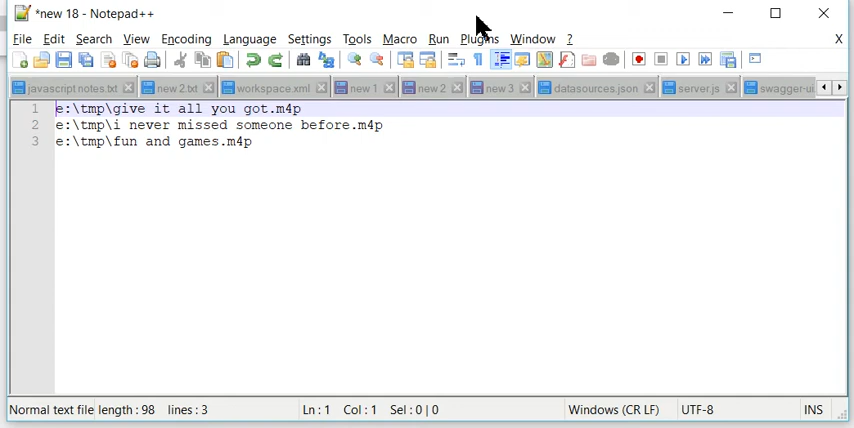 *new 18 - Notepad++
File Edit Search View Encoding Language Settings Tools Macro Run Plugins Window ? X
javascript notes.txt new 2.txt workspace.xml new 1 new 2 new 3 datasources.json server.js swagger-ui
1 e:\tmp\give it all you got.m4p
2 e:\tmp\i never missed someone before.m4p
3 e:\tmp\fun and games.m4p
Normal text file length : 98 lines : 3 Ln : 1 Col : 1 Sel : 0 | 0 Windows (CR LF) UTF-8 INS